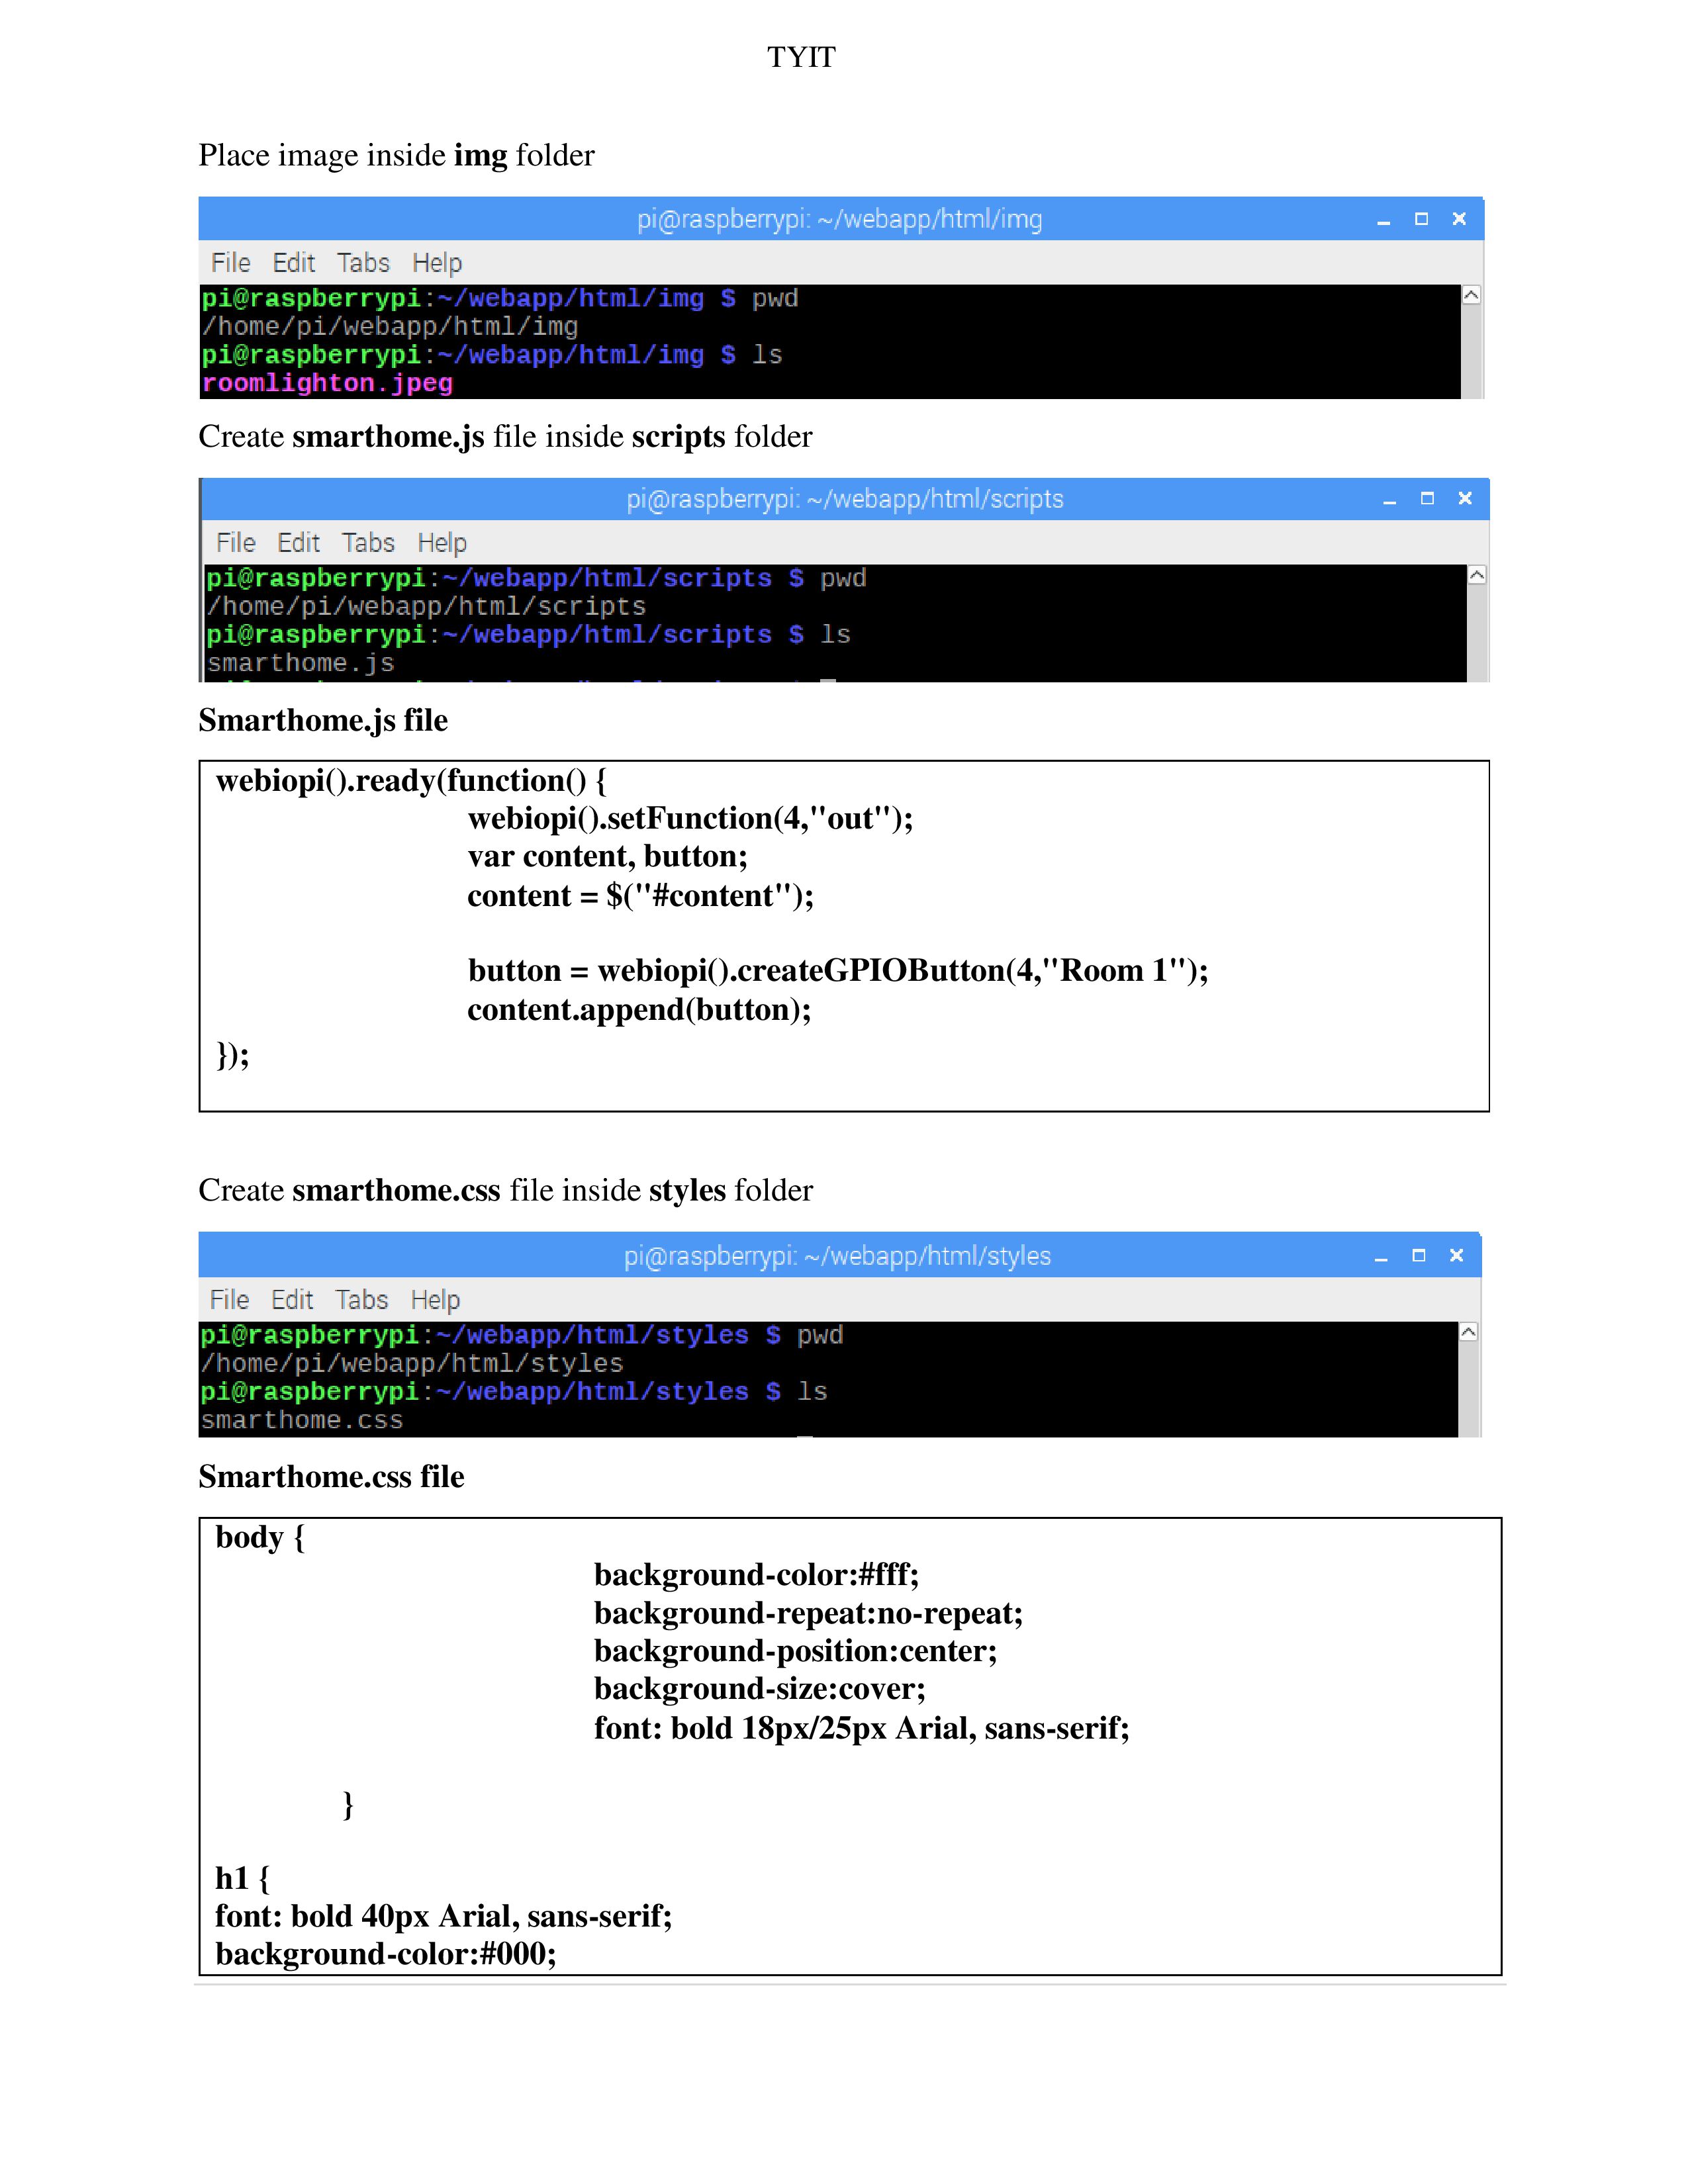 TYIT
Place image inside img folder
pi@raspberrypi: ~/webapp/html/img
File Edit Tabs Help
pi@raspberrypi:~/webapp/html/img $ pwd
/home/pi/webapp/html/img
pi@raspberrypi:~/webapp/html/img $ ls
roomlighton.jpeg
Create smarthome.js file inside scripts folder
pi@raspberrypi: ~/webapp/html/scripts
File Edit Tabs Help
pi@raspberrypi:~/webapp/html/scripts $ pwd
/home/pi/webapp/html/scripts
pi@raspberrypi:~/webapp/html/scripts $ ls
smarthome.js
Smarthome.js file
webiopi().ready(function() {
webiopi().setFunction(4,"out");
var content, button;
content = $("#content");
button = webiopi().createGPIOButton(4,"Room 1");
content.append(button);
});
Create smarthome.css file inside styles folder
pi@raspberrypi: ~/webapp/html/styles
File Edit Tabs Help
pi@raspberrypi:~/webapp/html/styles $ pwd
/home/pi/webapp/html/styles
pi@raspberrypi:~/webapp/html/styles $ ls
smarthome.css
Smarthome.css file
body {
background-color:#fff;
background-repeat:no-repeat;
background-position:center;
background-size:cover;
font: bold 18px/25px Arial, sans-serif;
}
h1 {
font: bold 40px Arial, sans-serif;
background-color:#000;